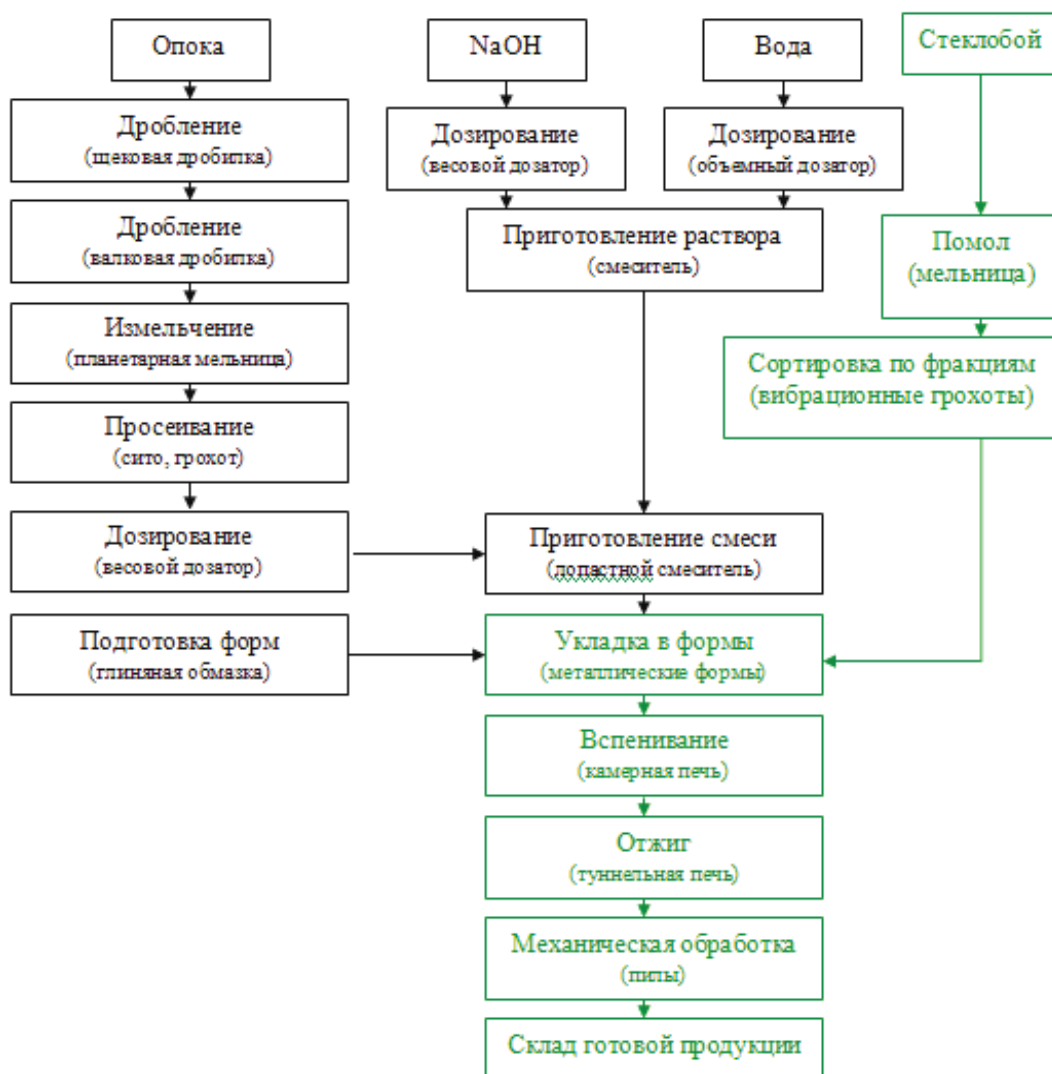 Опока
NaOH
Вода
Стеклобой
Дробление
(щековая дробилка)
Дозирование
(весовой дозатор)
Дозирование
(объемный дозатор)
Дробление
(валковая дробилка)
Приготовление раствора
(смеситель)
Помол
(мельница)
Измельчение
(планетарная мельница)
Сортировка по фракциям
(вибрационные грохоты)
Просеивание
(сито, грохот)
Дозирование
(весовой дозатор)
Приготовление смеси
(лопастной смеситель)
Подготовка форм
(глиняная обмазка)
Укладка в формы
(металлические формы)
Вспенивание
(камерная печь)
Отжиг
(туннельная печь)
Механическая обработка
(пилы)
Склад готовой продукции